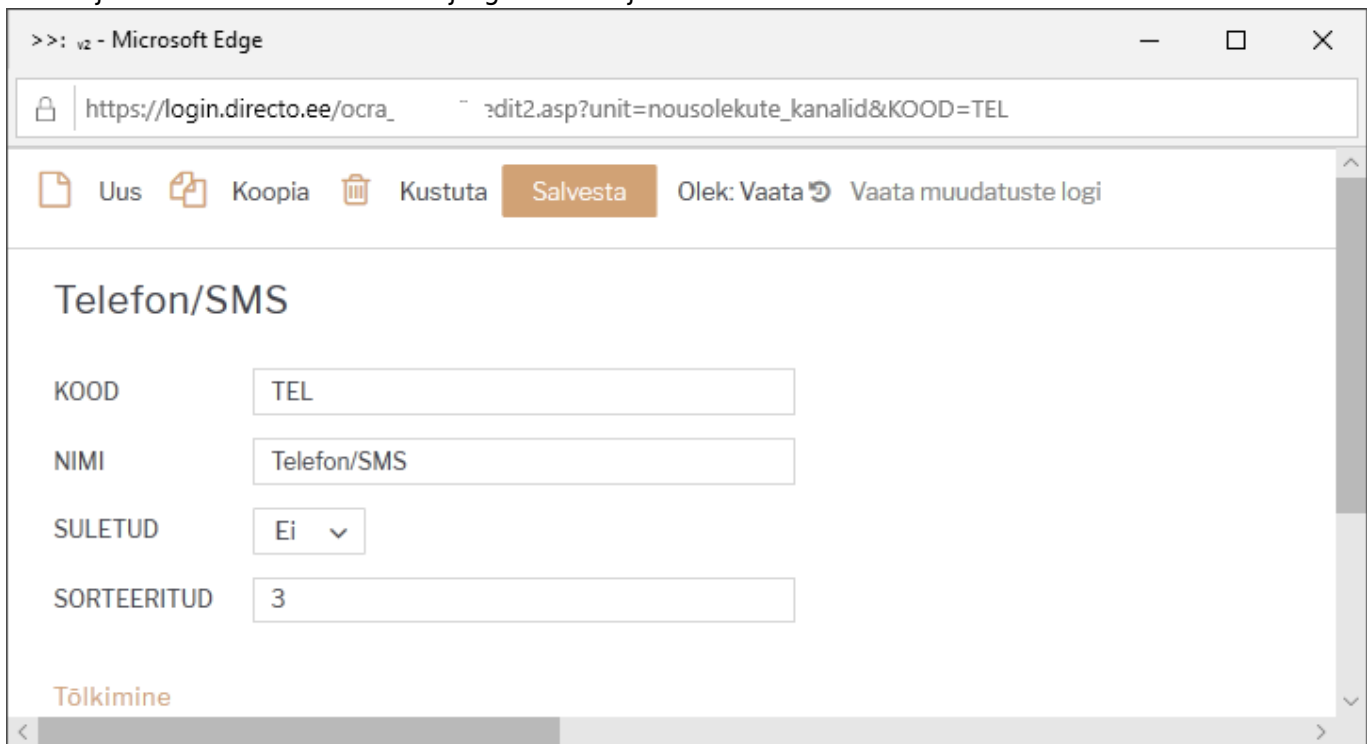 >>: v2 - Microsoft Edge
https://login.directo.ee/ocra_ edit2.asp?unit=nousolekute_kanalid&KOOD=TEL
Uus Koopia Kustuta Salvesta Olek: Vaata Vaata muudatuste logi
Telefon/SMS
KOOD TEL
NIMI Telefon/SMS
SULETUD Ei
SORTEERITUD 3
Tõlkimine